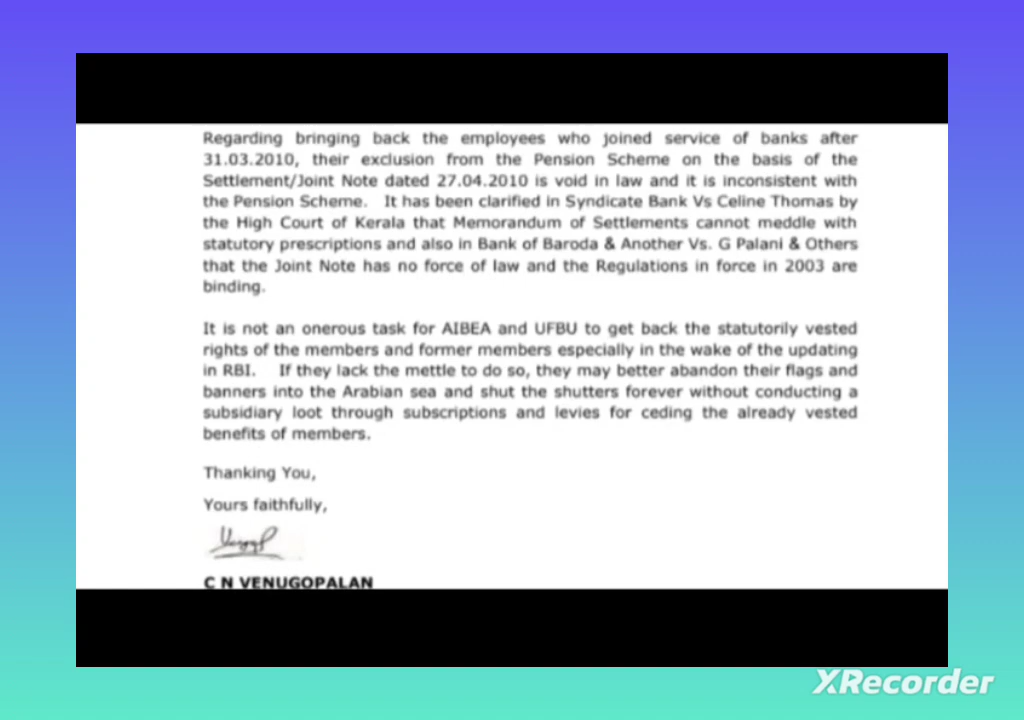 Regarding bringing back the employees who joined service of banks after
31.03.2010, their exclusion from the Pension Scheme on the basis of the
Settlement/Joint Note dated 27.04.2010 is void in law and it is inconsistent with
the Pension Scheme. It has been clarified in Syndicate Bank Vs Celine Thomas by
the High Court of Kerala that Memorandum of Settlements cannot meddle with
statutory prescriptions and also in Bank of Baroda & Another Vs. G Palani & Others
that the Joint Note has no force of law and the Regulations in force in 2003 are
binding.
It is not an onerous task for AIBEA and UFBU to get back the statutorily vested
rights of the members and former members especially in the wake of the updating
in RBI. If they lack the mettle to do so, they may better abandon their flags and
banners into the Arabian sea and shut the shutters forever without conducting a
subsidiary loot through subscriptions and levies for ceding the already vested
benefits of members.
Thanking You,
Yours faithfully,
C N VENUGOPALAN
XRecorder